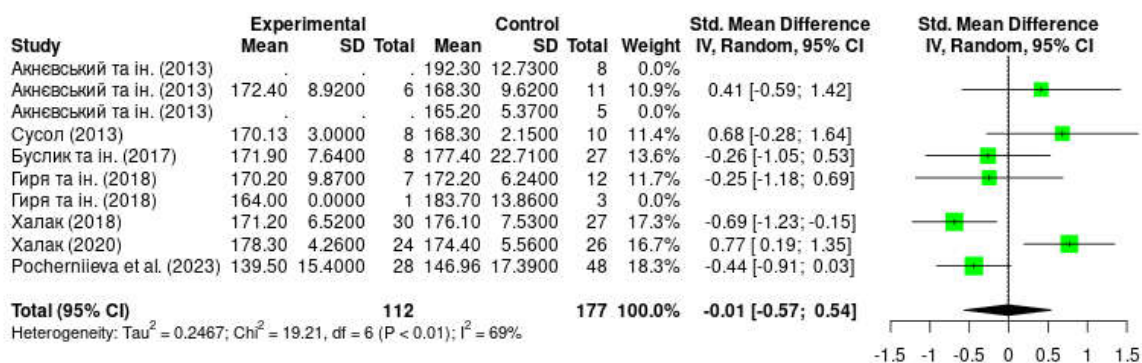 Experimental Control Std. Mean Difference Std. Mean Difference
Study Mean SD Total Mean SD Total Weight IV, Random, 95% CI IV, Random, 95% CI
Акнєвський та ін. (2013) . . . 192.30 12.7300 8 0.0%
Акнєвський та ін. (2013) 172.40 8.9200 6 168.30 9.6200 11 10.9% 0.41 [-0.59; 1.42]
Акнєвський та ін. (2013) . . . 165.20 5.3700 5 0.0%
Сусол (2013) 170.13 3.0000 8 168.30 2.1500 10 11.4% 0.68 [-0.28; 1.64]
Буслик та ін. (2017) 171.90 7.6400 8 177.40 22.7100 27 13.6% -0.26 [-1.05; 0.53]
Гиря та ін. (2018) 170.20 9.8700 7 172.20 6.2400 12 11.7% -0.25 [-1.18; 0.69]
Гиря та ін. (2018) 164.00 0.0000 1 183.70 13.8600 3 0.0%
Халак (2018) 171.20 6.5200 30 176.10 7.5300 27 17.3% -0.69 [-1.23; -0.15]
Халак (2020) 178.30 4.2600 24 174.40 5.5600 26 16.7% 0.77 [0.19; 1.35]
Pocherniieva et al. (2023) 139.50 15.4000 28 146.96 17.3900 48 18.3% -0.44 [-0.91; 0.03]
Total (95% CI) 112 177 100.0% -0.01 [-0.57; 0.54]
Heterogeneity: Tau² = 0.2467; Chi² = 19.21, df = 6 (P < 0.01); I² = 69%
-1.5 -1 -0.5 0 0.5 1 1.5